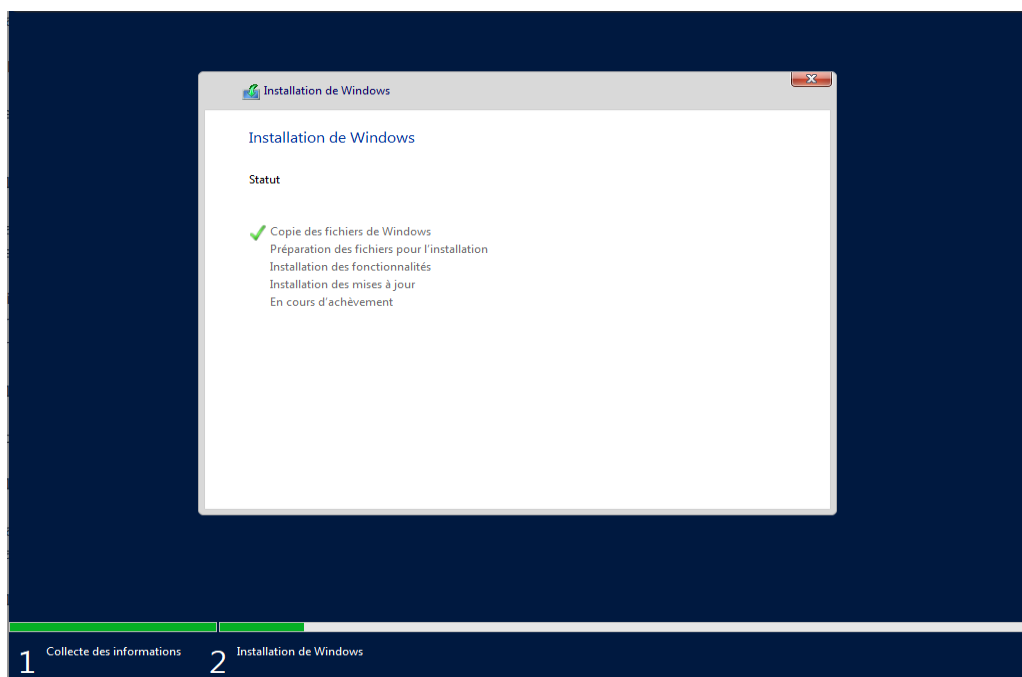 Installation de Windows
Installation de Windows
Statut
Copie des fichiers de Windows
Préparation des fichiers pour l'installation
Installation des fonctionnalités
Installation des mises à jour
En cours d'achèvement
1 Collecte des informations
2 Installation de Windows